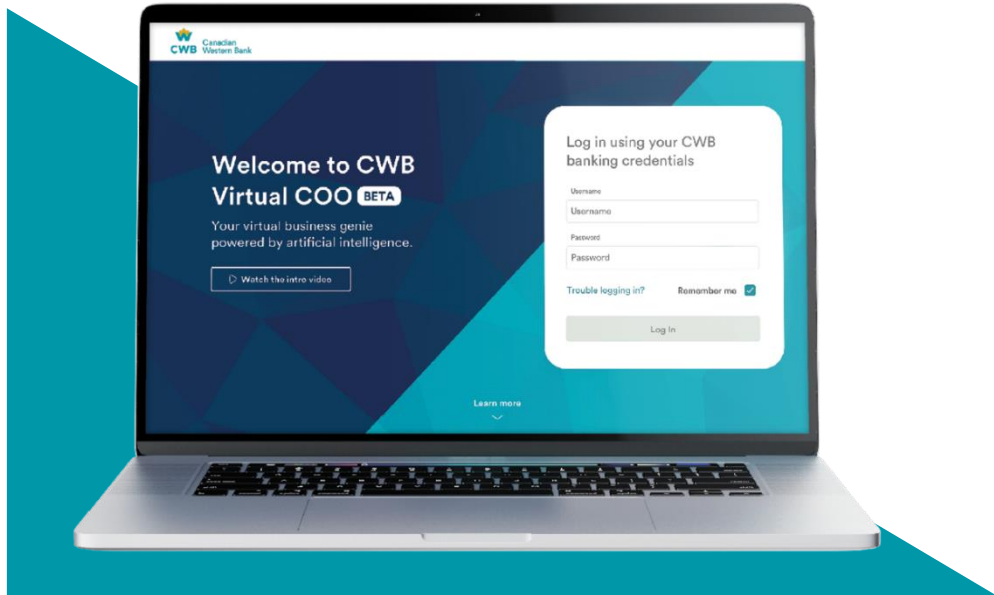 CWB
Canadian
Western Bank
Welcome to CWB
Virtual COO BETA
Your virtual business genie
powered by artificial intelligence.
Watch the intro video
Log in using your CWB
banking credentials
Username
Username
Password
Password
Trouble logging in?
Remember me
Log In
Learn more